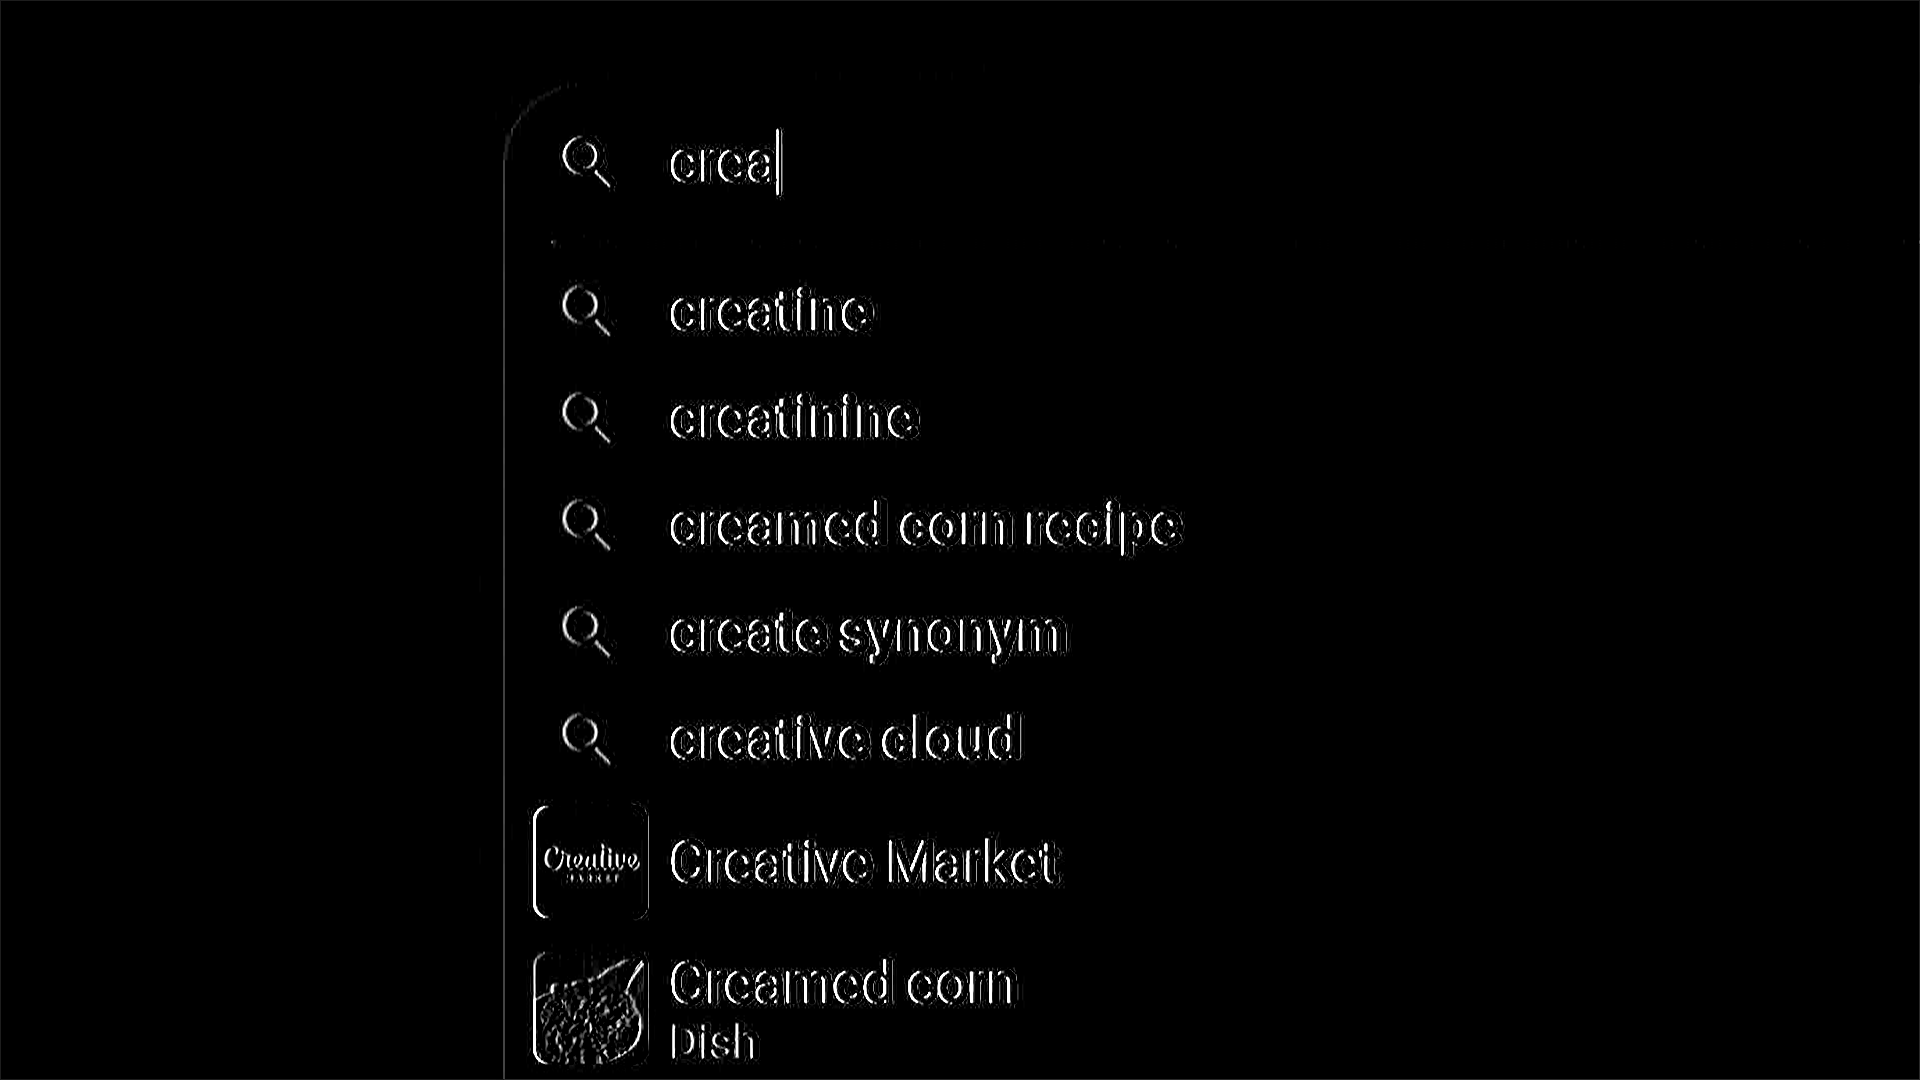 crea
creatine
creatinine
creamed corn recipe
create synonym
creative cloud
Creative MARKET
Creative Market
Creamed corn
Dish